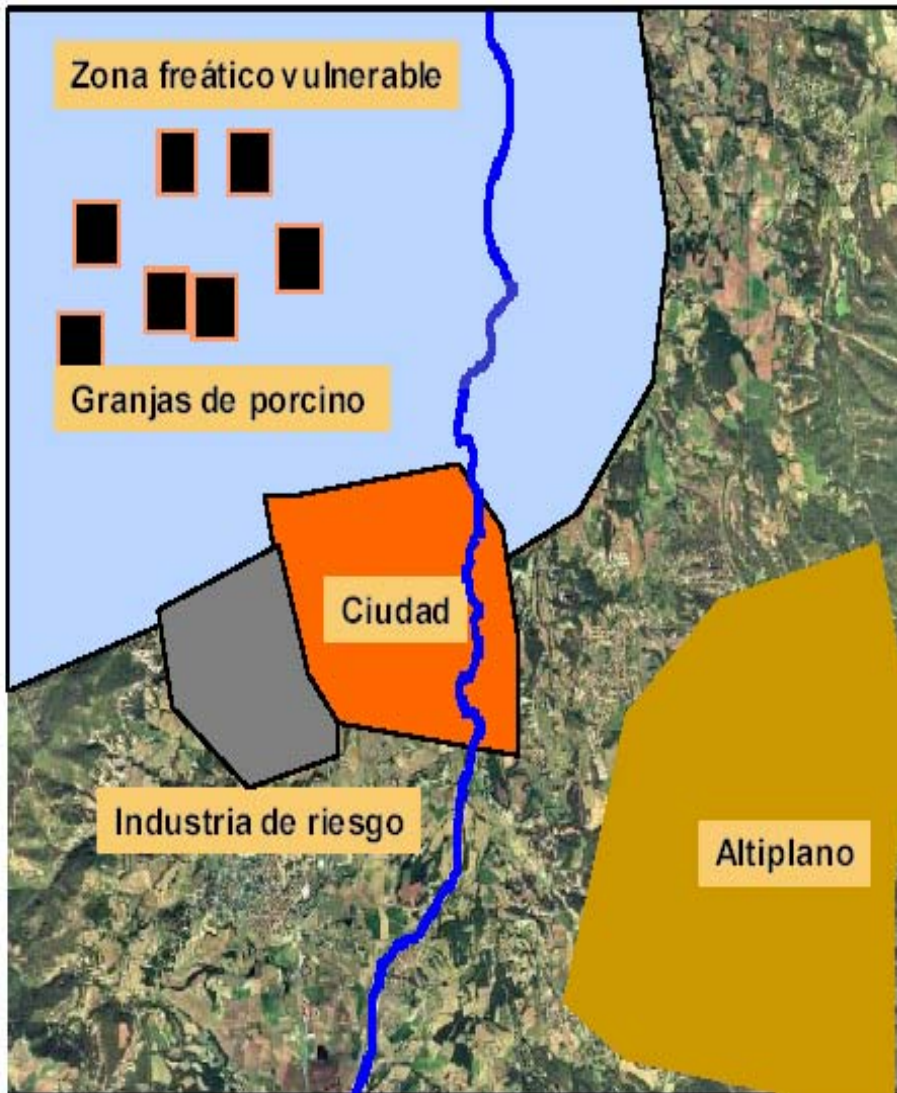 Zona freático vulnerable
Granjas de porcino
Ciudad
Industria de riesgo
Altiplano